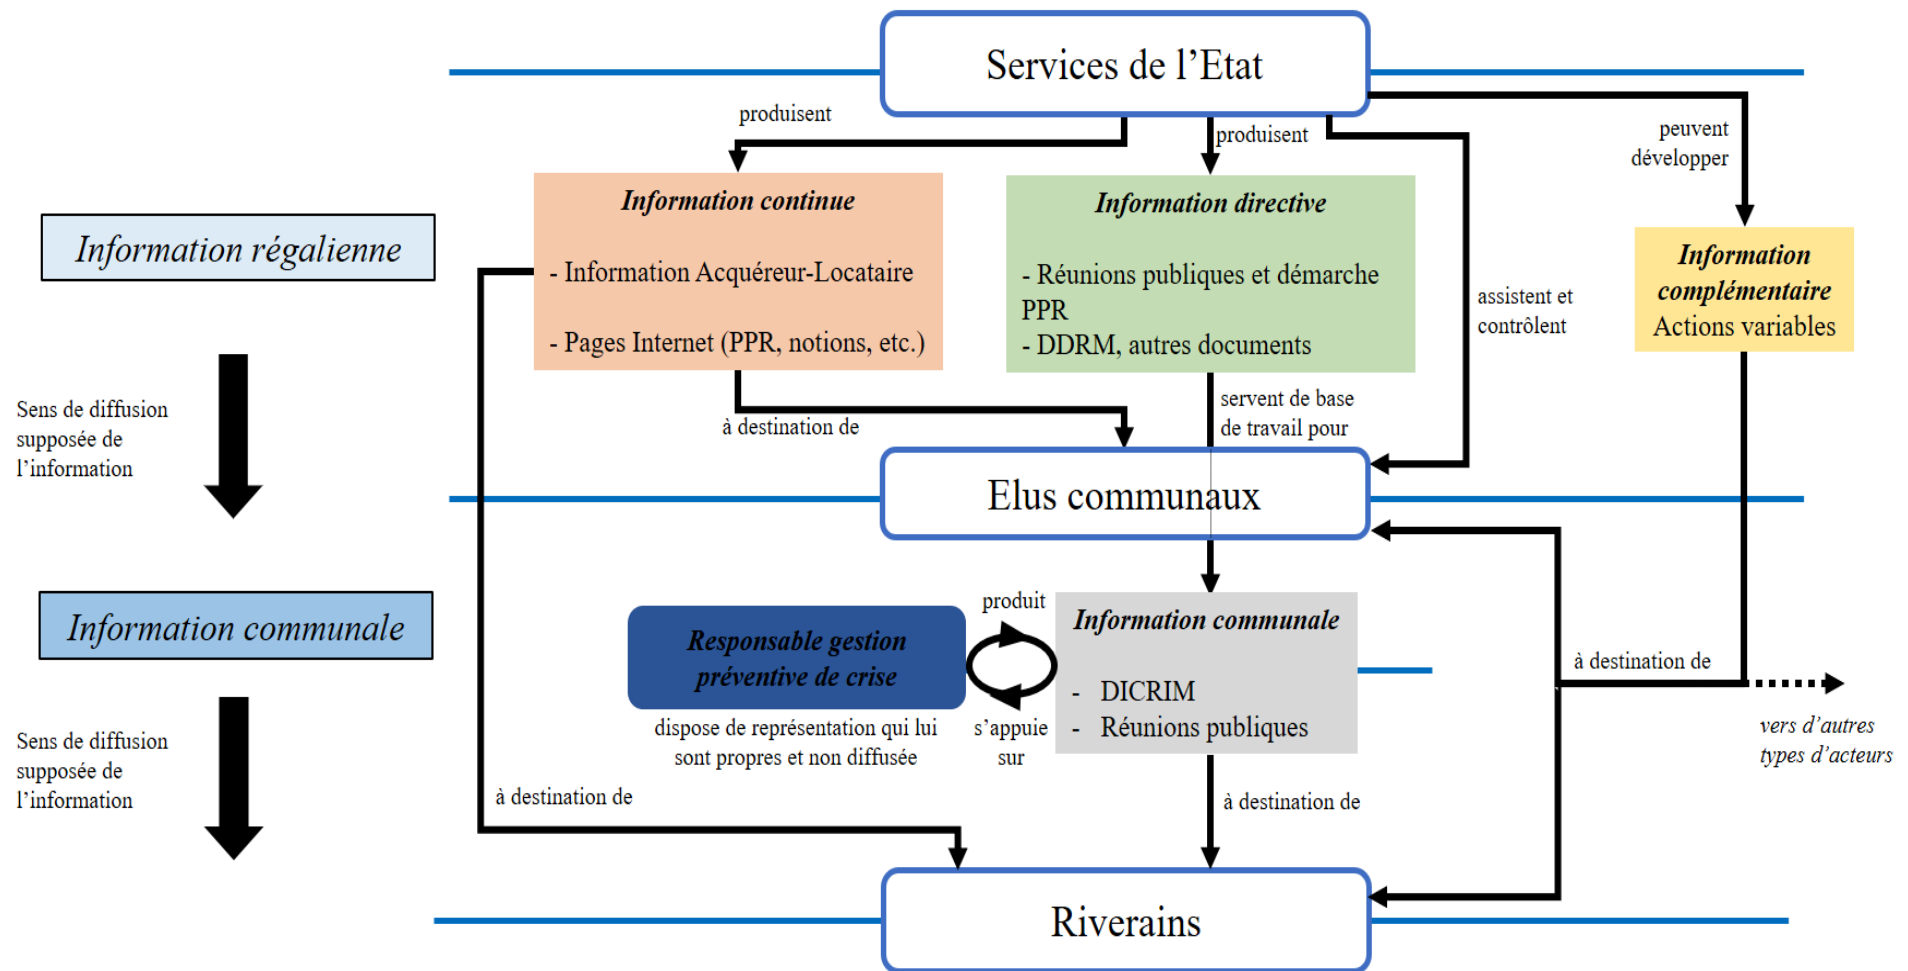 Services de l'Etat
produisent
produisent
peuvent
développer
Information continue
- Information Acquéreur-Locataire
- Pages Internet (PPR, notions, etc.)
Information directive
- Réunions publiques et démarche
PPR
- DDRM, autres documents
assistent et
contrôlent
Information
complémentaire
Actions variables
Information régalienne
Sens de diffusion
supposée de
l'information
à destination de
servent de base
de travail pour
Elus communaux
Information communale
Responsable gestion
préventive de crise
dispose de représentation qui lui
sont propres et non diffusée
produit
s'appuie
sur
Information communale
- DICRIM
- Réunions publiques
à destination de
vers d'autres
types d'acteurs
Sens de diffusion
supposée de
l'information
à destination de
à destination de
Riverains